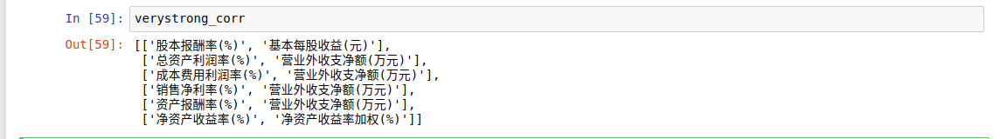 In [59]: verystrong_corr
Out[59]: [['股本报酬率(%)', '基本每股收益(元)'],
['总资产利润率(%)', '营业外收支净额(万元)'],
['成本费用利润率(%)', '营业外收支净额(万元)'],
['销售净利率(%)', '营业外收支净额(万元)'],
['资产报酬率(%)', '营业外收支净额(万元)'],
['净资产收益率(%)', '净资产收益率加权(%)']]